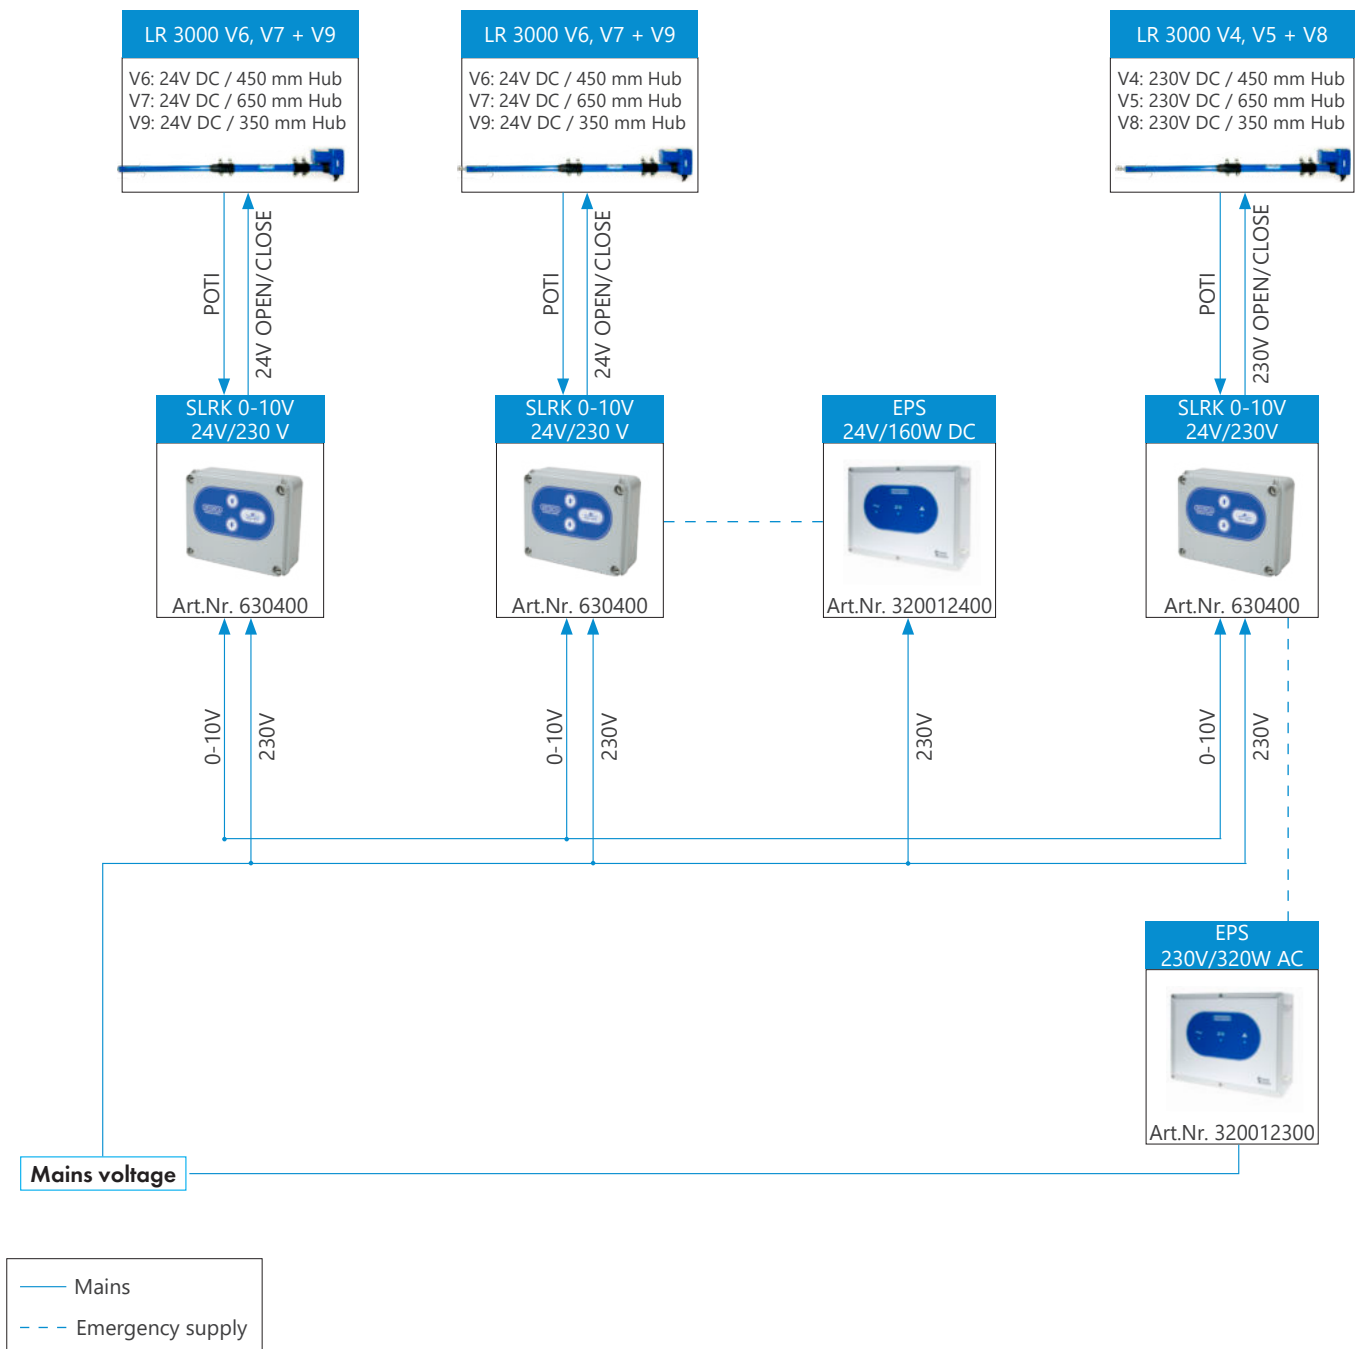 LR 3000 V6, V7 + V9
V6: 24V DC / 450 mm Hub
V7: 24V DC / 650 mm Hub
V9: 24V DC / 350 mm Hub
LR 3000 V6, V7 + V9
V6: 24V DC / 450 mm Hub
V7: 24V DC / 650 mm Hub
V9: 24V DC / 350 mm Hub
LR 3000 V4, V5 + V8
V4: 230V DC / 450 mm Hub
V5: 230V DC / 650 mm Hub
V8: 230V DC / 350 mm Hub
POTI
24V OPEN/CLOSE
POTI
24V OPEN/CLOSE
POTI
230V OPEN/CLOSE
SLRK 0-10V
24V/230 V
Art.Nr. 630400
SLRK 0-10V
24V/230 V
Art.Nr. 630400
EPS
24V/160W DC
Art.Nr. 320012400
SLRK 0-10V
24V/230V
Art.Nr. 630400
0-10V
230V
0-10V
230V
230V
0-10V
230V
EPS
230V/320W AC
Art.Nr. 320012300
Mains voltage
Mains
Emergency supply